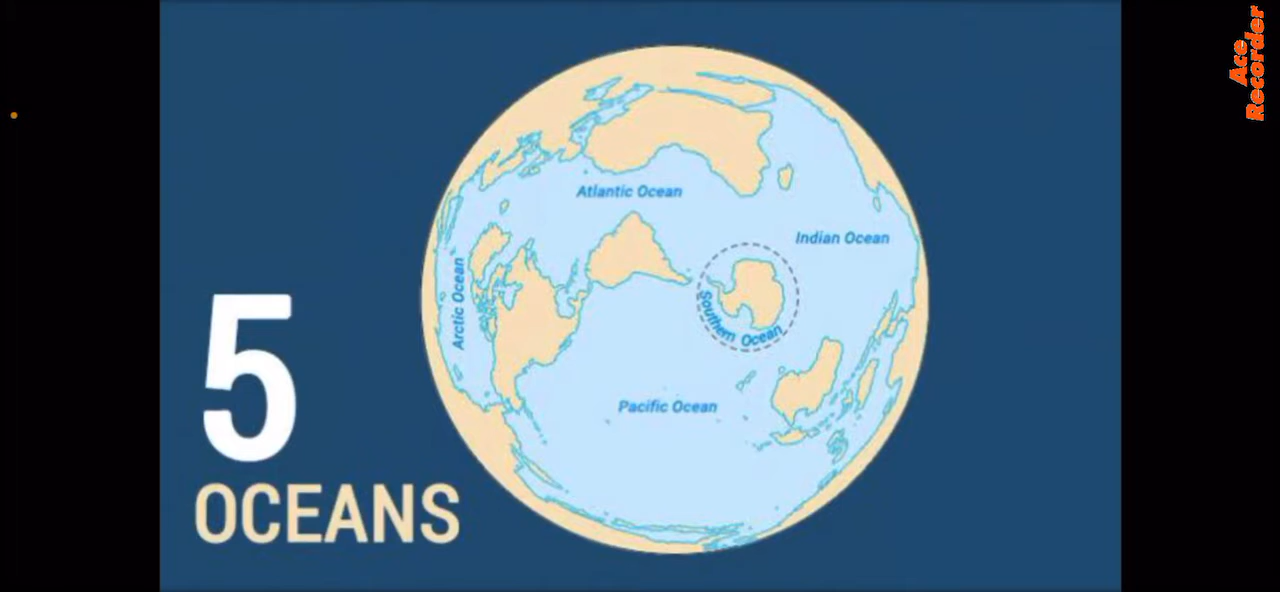 Ace
Recorder
Atlantic Ocean
Indian Ocean
Arctic Ocean
Southern Ocean
Pacific Ocean
5
OCEANS